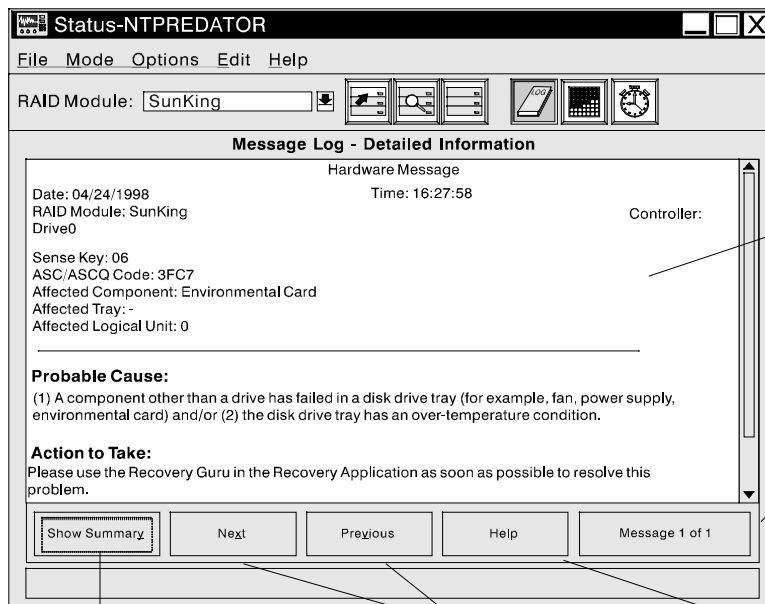 Status-NTPREDATOR
File Mode Options Edit Help
RAID Module: SunKing
LOG
Message Log - Detailed Information
Hardware Message
Date: 04/24/1998 Time: 16:27:58
RAID Module: SunKing Controller:
Drive0
Sense Key: 06
ASC/ASCQ Code: 3FC7
Affected Component: Environmental Card
Affected Tray: -
Affected Logical Unit: 0
Probable Cause:
(1) A component other than a drive has failed in a disk drive tray (for example, fan, power supply,
environmental card) and/or (2) the disk drive tray has an over-temperature condition.
Action to Take:
Please use the Recovery Guru in the Recovery Application as soon as possible to resolve this
problem.
Show Summary Next Previous Help Message 1 of 1